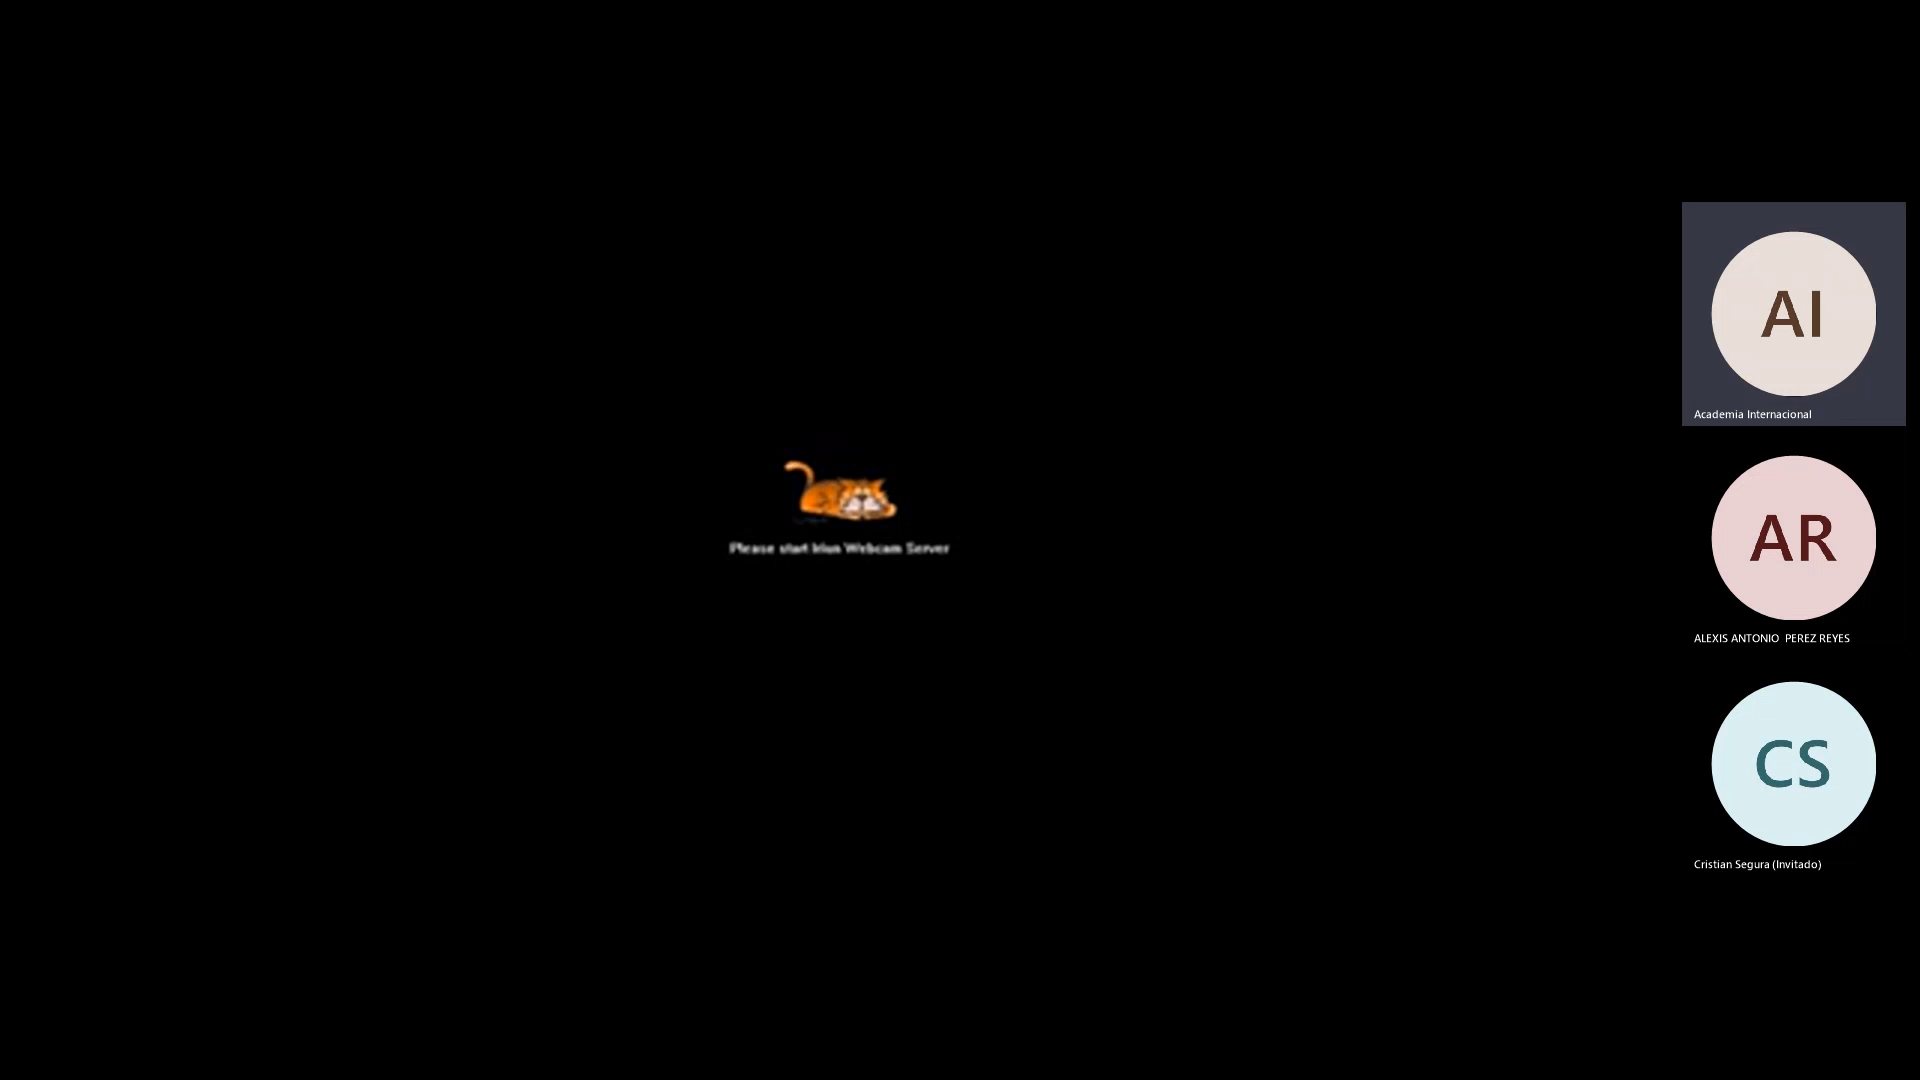 Please start Iriun Webcam Server
AI
Academia Internacional
AR
ALEXIS ANTONIO PEREZ REYES
CS
Cristian Segura (Invitado)